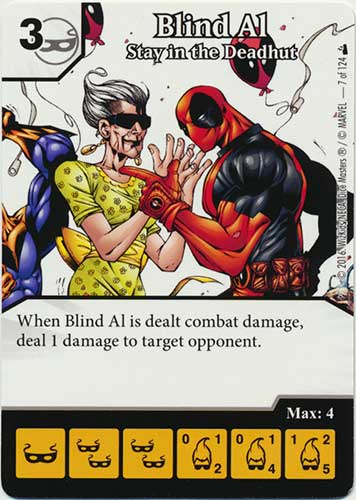 3
Blind Al
Stay in the Deadhut
When Blind Al is dealt combat damage,
deal 1 damage to target opponent.
© 2016 WizKids/NECA, Dice Masters ® / © MARVEL — 7 of 124
Max: 4
0 1 2
0 1 4
1 2 5